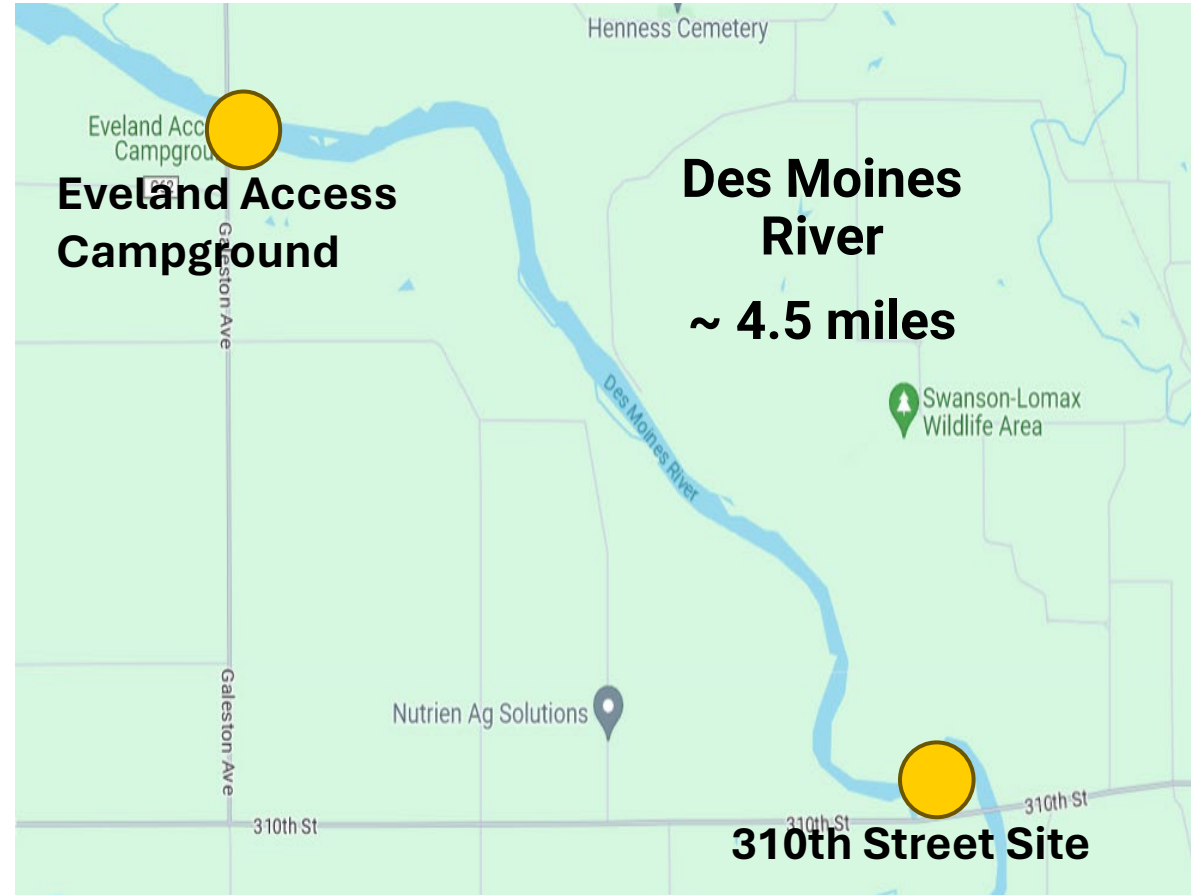 Henness Cemetery
Eveland Acc
Campgrou
Eveland Access
Campground
Des Moines
River
~ 4.5 miles
Galeston Ave
Des Moines River
Swanson-Lomax
Wildlife Area
Galeston Ave
Nutrien Ag Solutions
310th St
310th St
310th St
310th Street Site